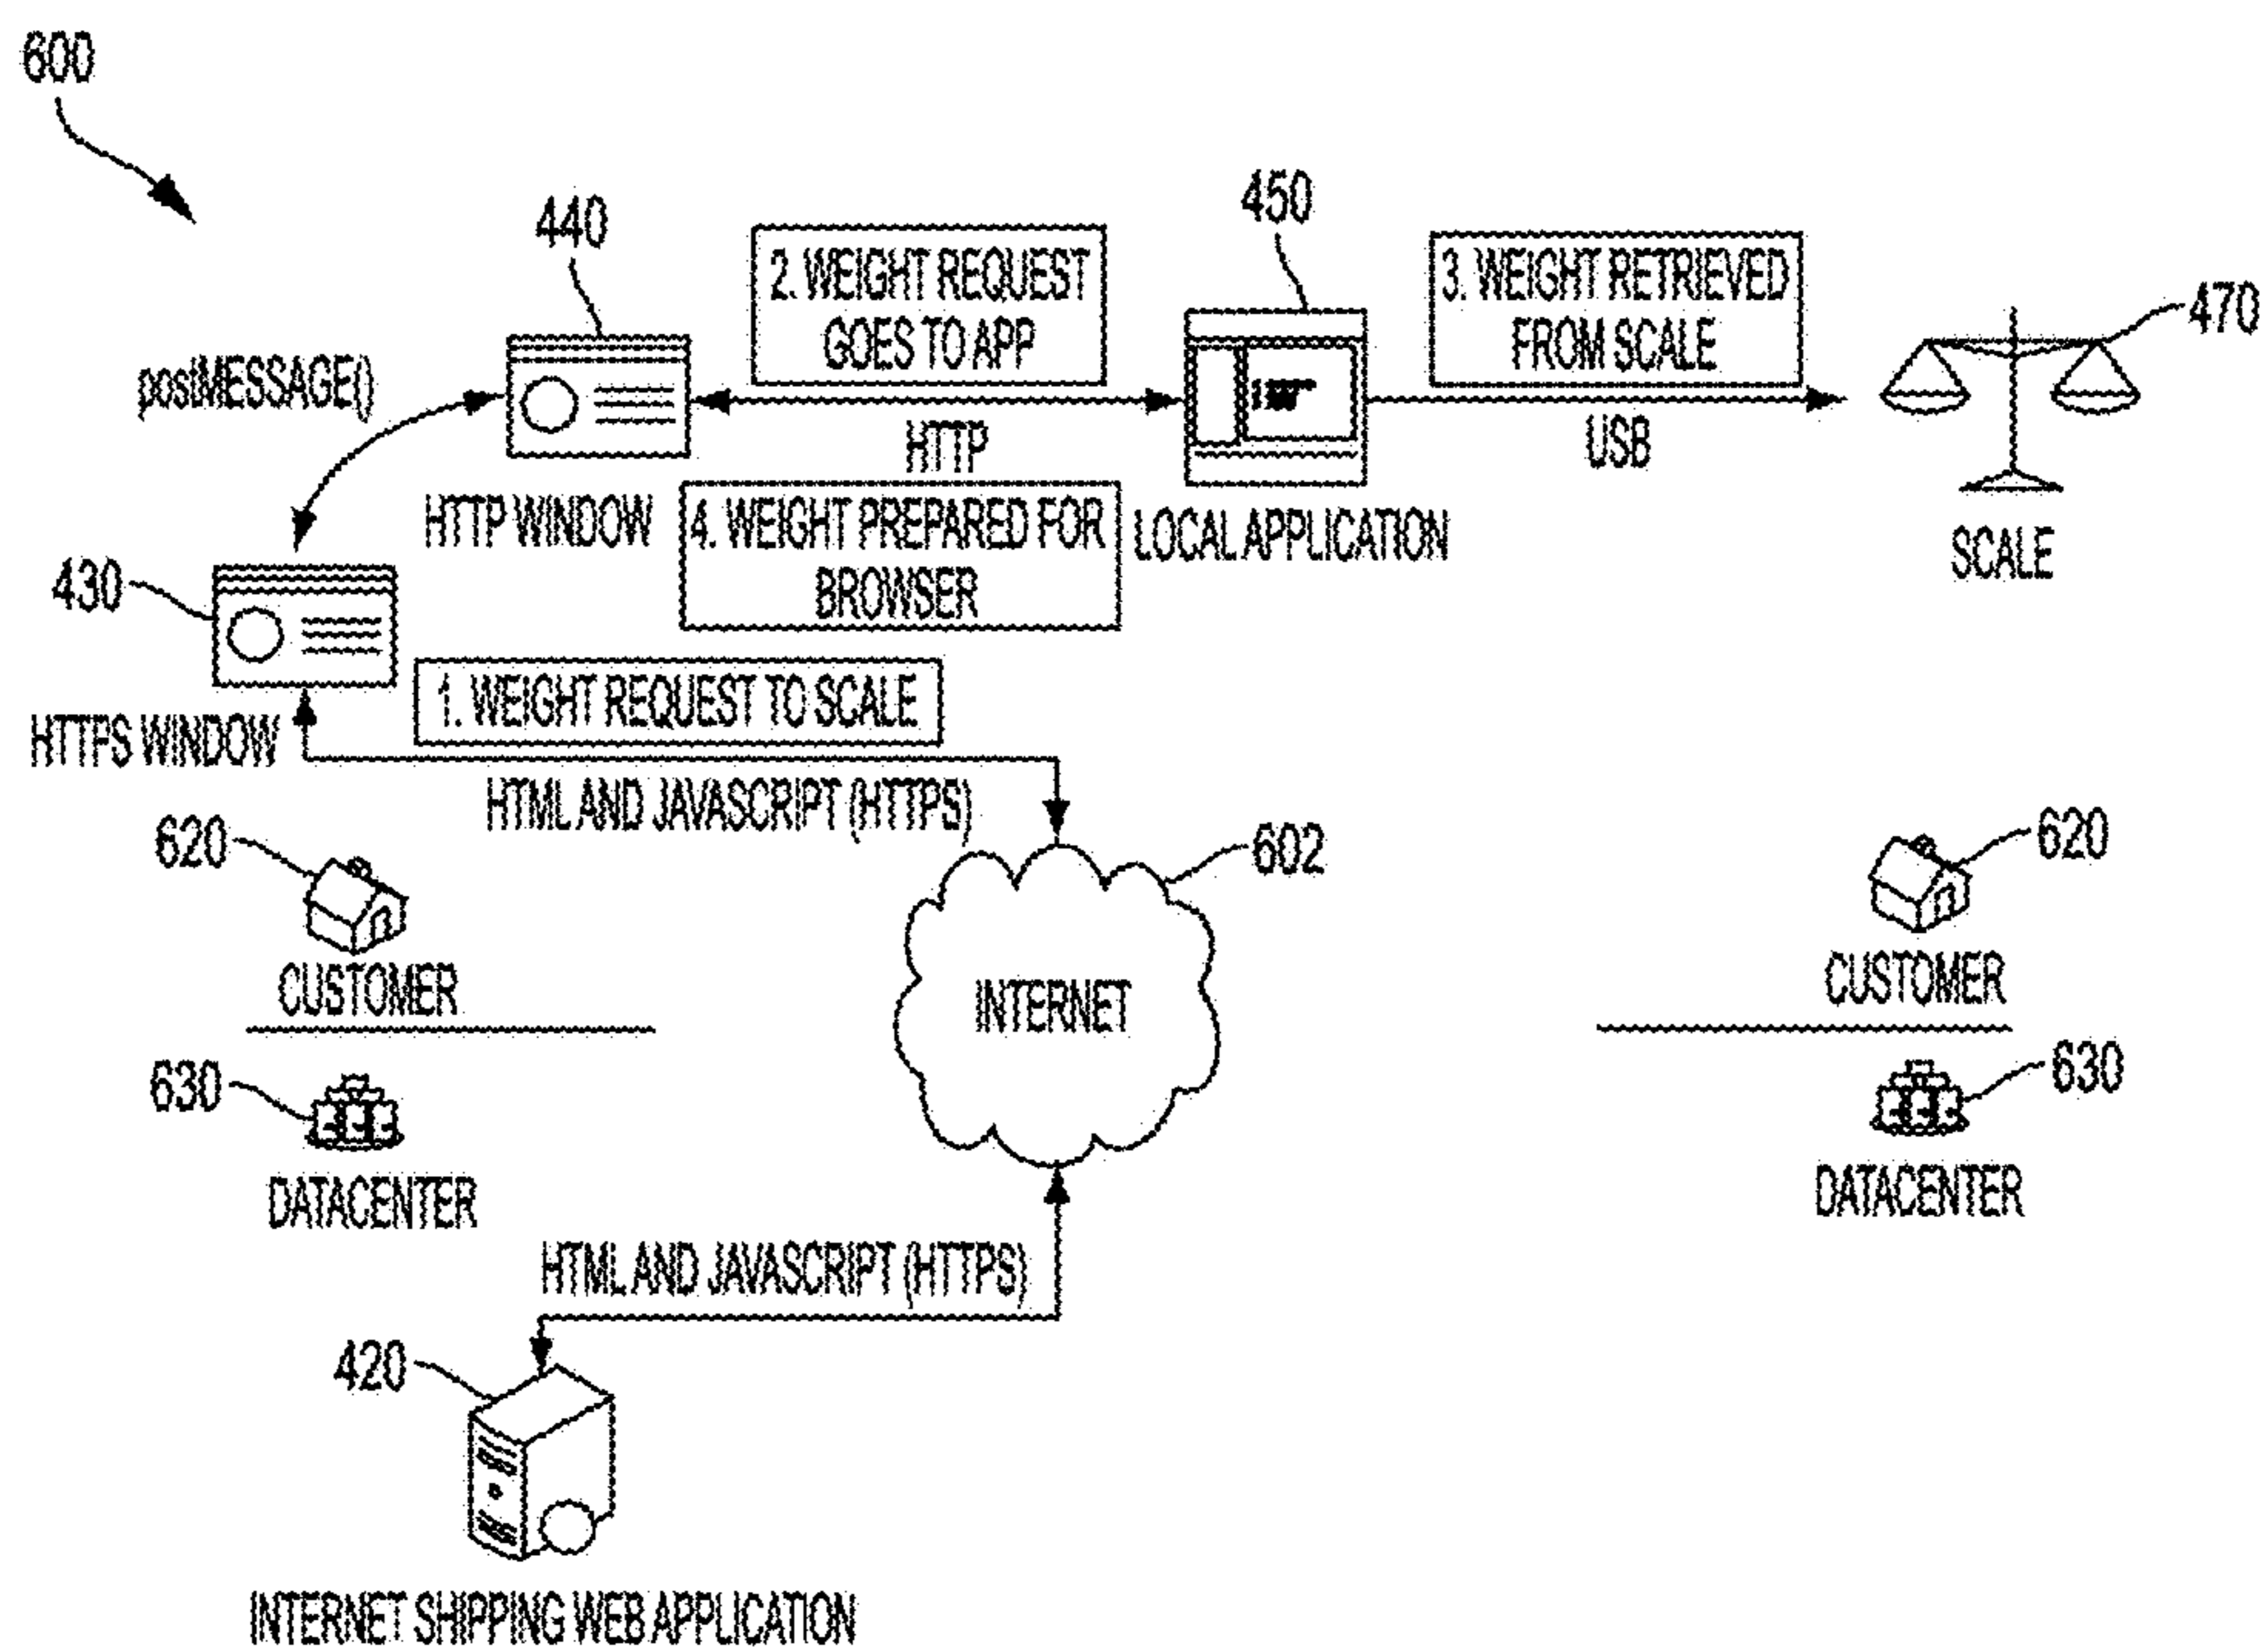 600
440
450
2. WEIGHT REQUEST
GOES TO APP
3. WEIGHT RETRIEVED
FROM SCALE
470
postMESSAGE()
HTTP
USB
HTTP WINDOW
4. WEIGHT PREPARED FOR
BROWSER
LOCAL APPLICATION
SCALE
430
1. WEIGHT REQUEST TO SCALE
HTTPS WINDOW
HTML AND JAVASCRIPT (HTTPS)
620
602
620
CUSTOMER
INTERNET
CUSTOMER
630
630
DATACENTER
DATACENTER
HTML AND JAVASCRIPT (HTTPS)
420
INTERNET SHIPPING WEB APPLICATION